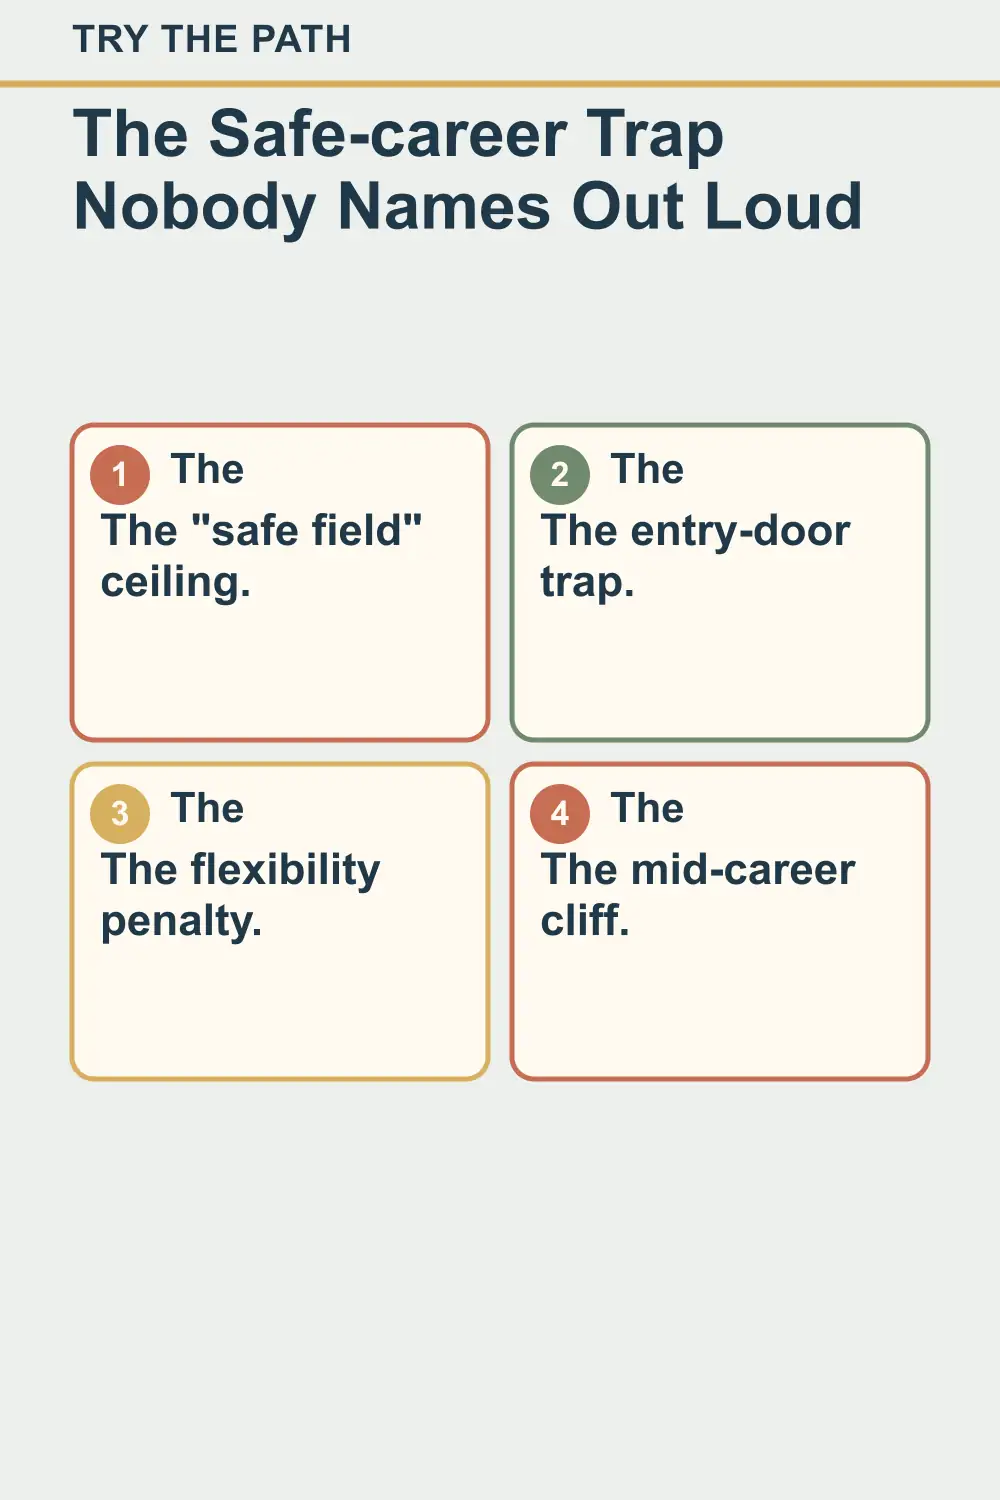 TRY THE PATH
The Safe-career Trap
Nobody Names Out Loud
1 The
The "safe field"
ceiling.
2 The
The entry-door
trap.
3 The
The flexibility
penalty.
4 The
The mid-career
cliff.